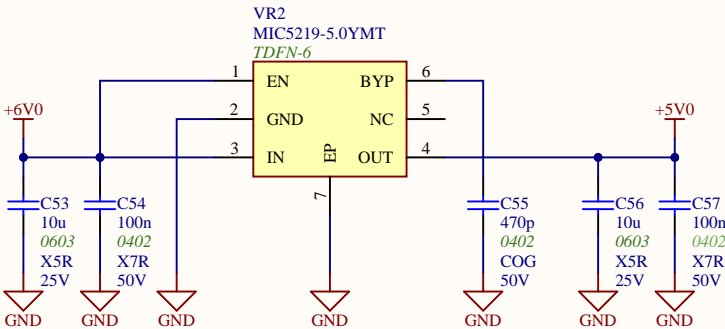 VR2
MIC5219-5.0YMT
TDFN-6
1 EN BYP 6
2 GND NC 5
3 IN EP OUT 4
7
+6V0
+5V0
C53
10u
0603
X5R
25V
C54
100n
0402
X7R
50V
C55
470p
0402
COG
50V
C56
10u
0603
X5R
25V
C57
100n
0402
X7R
50V
GND
GND
GND
GND
GND
GND
GND